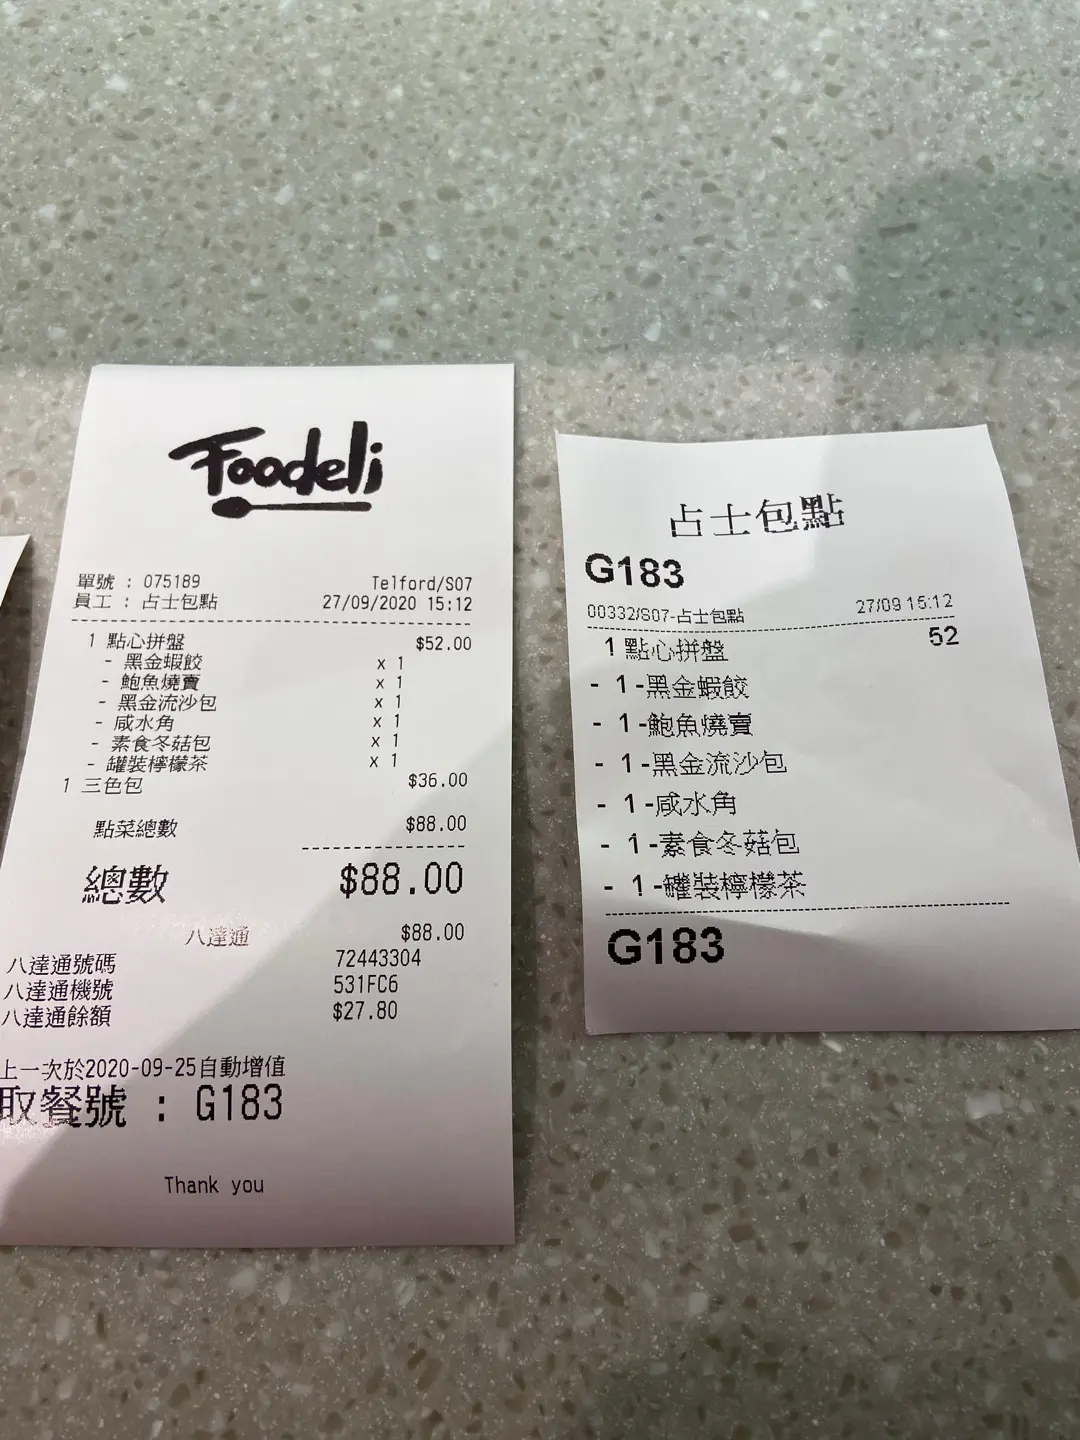 Foodeli
單號 : 075189 Telford/S07
員工 : 占士包點 27/09/2020 15:12
1 點心拼盤 $52.00
- 黑金蝦餃 x 1
- 鮑魚燒賣 x 1
- 黑金流沙包 x 1
- 咸水角 x 1
- 素食冬菇包 x 1
- 罐裝檸檬茶 x 1
1 三色包 $36.00
點菜總數 $88.00
總數 $88.00
八達通 $88.00
八達通號碼 72443304
八達通機號 531FC6
八達通餘額 $27.80
上一次於2020-09-25自動增值
取餐號 : G183
Thank you
占士包點
G183
00332/S07-占士包點 27/09 15:12
1 點心拼盤 52
- 1 -黑金蝦餃
- 1 -鮑魚燒賣
- 1 -黑金流沙包
- 1 -咸水角
- 1 -素食冬菇包
- 1 -罐裝檸檬茶
G183